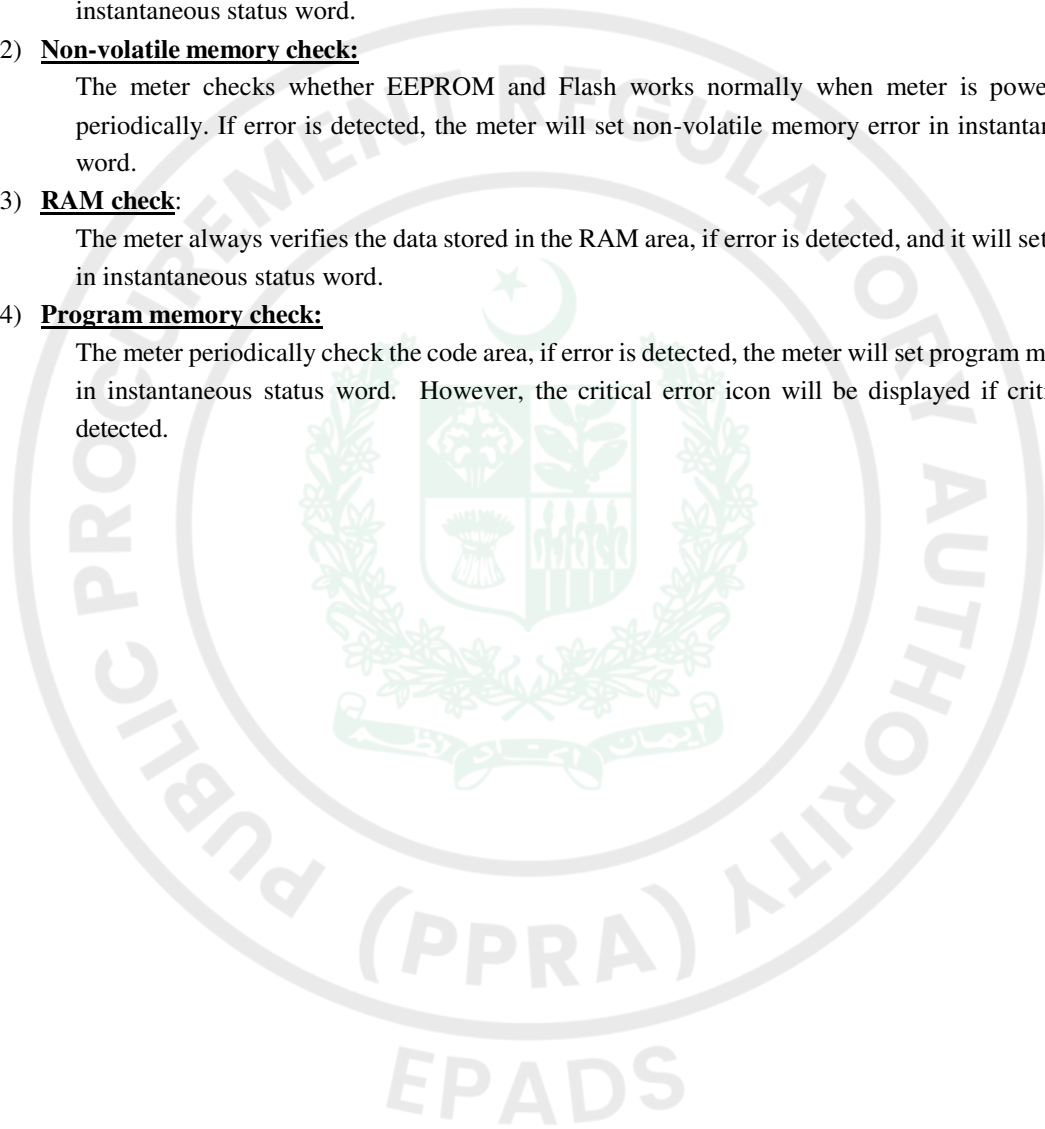 instantaneous status word.
2) Non-volatile memory check:
The meter checks whether EEPROM and Flash works normally when meter is powe
periodically. If error is detected, the meter will set non-volatile memory error in instantan
word.
3) RAM check:
The meter always verifies the data stored in the RAM area, if error is detected, and it will set
in instantaneous status word.
4) Program memory check:
The meter periodically check the code area, if error is detected, the meter will set program m
in instantaneous status word. However, the critical error icon will be displayed if criti
detected.
PUBLIC PROCUREMENT REGULATORY AUTHORITY
(PPRA)
EPADS